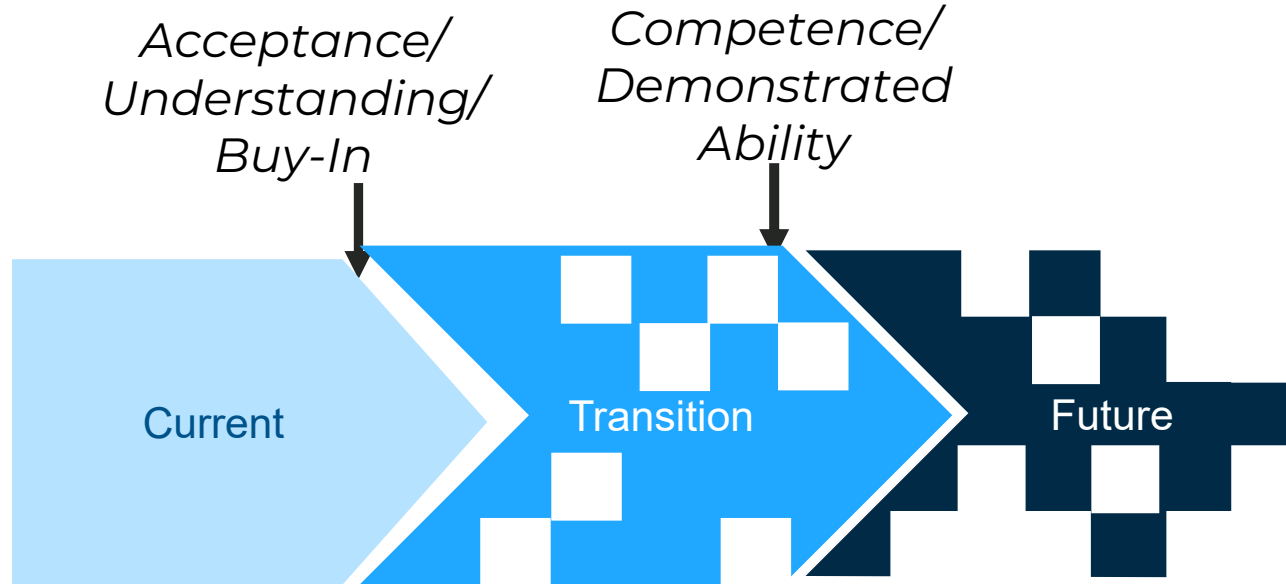 Acceptance/
Understanding/
Buy-In
Competence/
Demonstrated
Ability
Current
Transition
Future